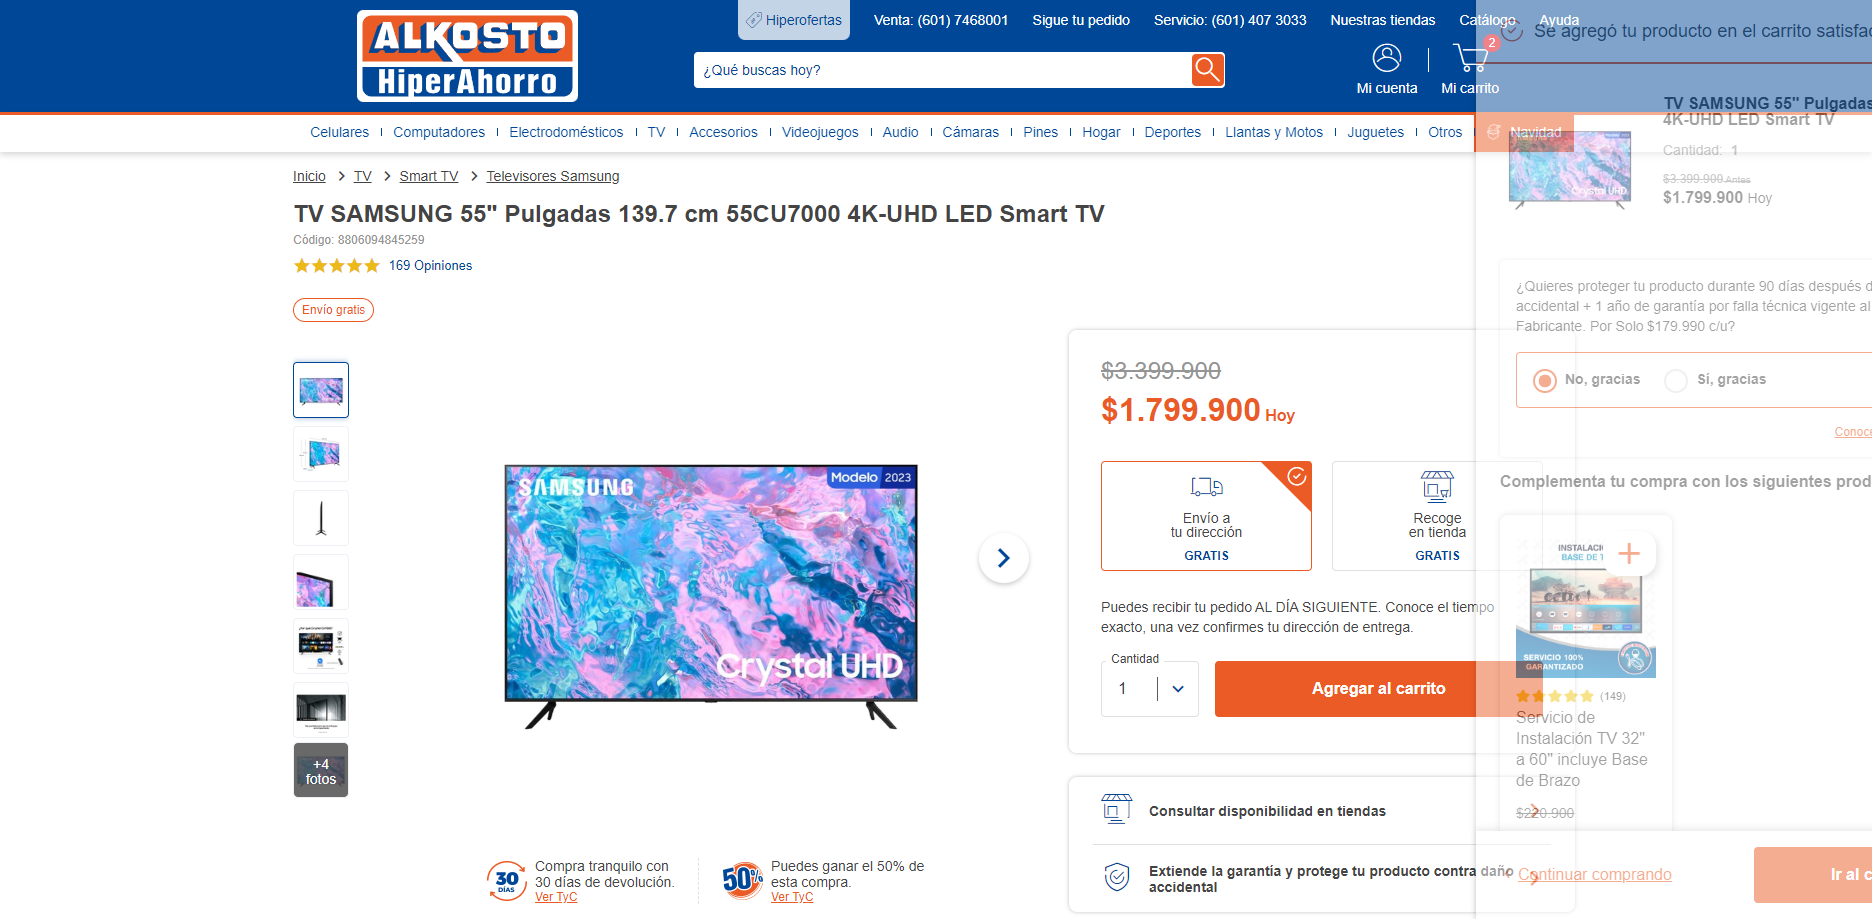 Hiperofertas
Venta: (601) 7468001
Sigue tu pedido
Servicio: (601) 407 3033
Nuestras tiendas
Catálogo
Ayuda
Se agregó tu producto en el carrito satisfac
ALKOSTO
HiperAhorro
¿Qué buscas hoy?
Mi cuenta
2
Mi carrito
Celulares
Computadores
Electrodomésticos
TV
Accesorios
Videojuegos
Audio
Cámaras
Pines
Hogar
Deportes
Llantas y Motos
Juguetes
Otros
Navidad
Inicio > TV > Smart TV > Televisores Samsung
TV SAMSUNG 55" Pulgadas 139.7 cm 55CU7000 4K-UHD LED Smart TV
Código: 8806094845259
169 Opiniones
Envío gratis
+4
fotos
SAMSUNG
Modelo 2023
Crystal UHD
30
DÍAS
Compra tranquilo con
30 días de devolución.
Ver TyC
50%
Puedes ganar el 50% de
esta compra.
Ver TyC
$3.399.900
$1.799.900 Hoy
Envío a
tu dirección
GRATIS
Recoge
en tienda
GRATIS
Puedes recibir tu pedido AL DÍA SIGUIENTE. Conoce el tiempo
exacto, una vez confirmes tu dirección de entrega.
Cantidad
1
Agregar al carrito
Consultar disponibilidad en tiendas
Extiende la garantía y protege tu producto contra daño
accidental
TV SAMSUNG 55" Pulgadas
4K-UHD LED Smart TV
Cantidad: 1
$3.399.900 Antes
$1.799.900 Hoy
Crystal UHD
¿Quieres proteger tu producto durante 90 días después d
accidental + 1 año de garantía por falla técnica vigente al
Fabricante. Por Solo $179.990 c/u?
No, gracias
Sí, gracias
Conoce
Complementa tu compra con los siguientes prod
INSTALACIÓ
BASE DE T
SERVICIO 100%
GARANTIZADO
(149)
Servicio de
Instalación TV 32"
a 60" incluye Base
de Brazo
$220.900
Continuar comprando
Ir al c